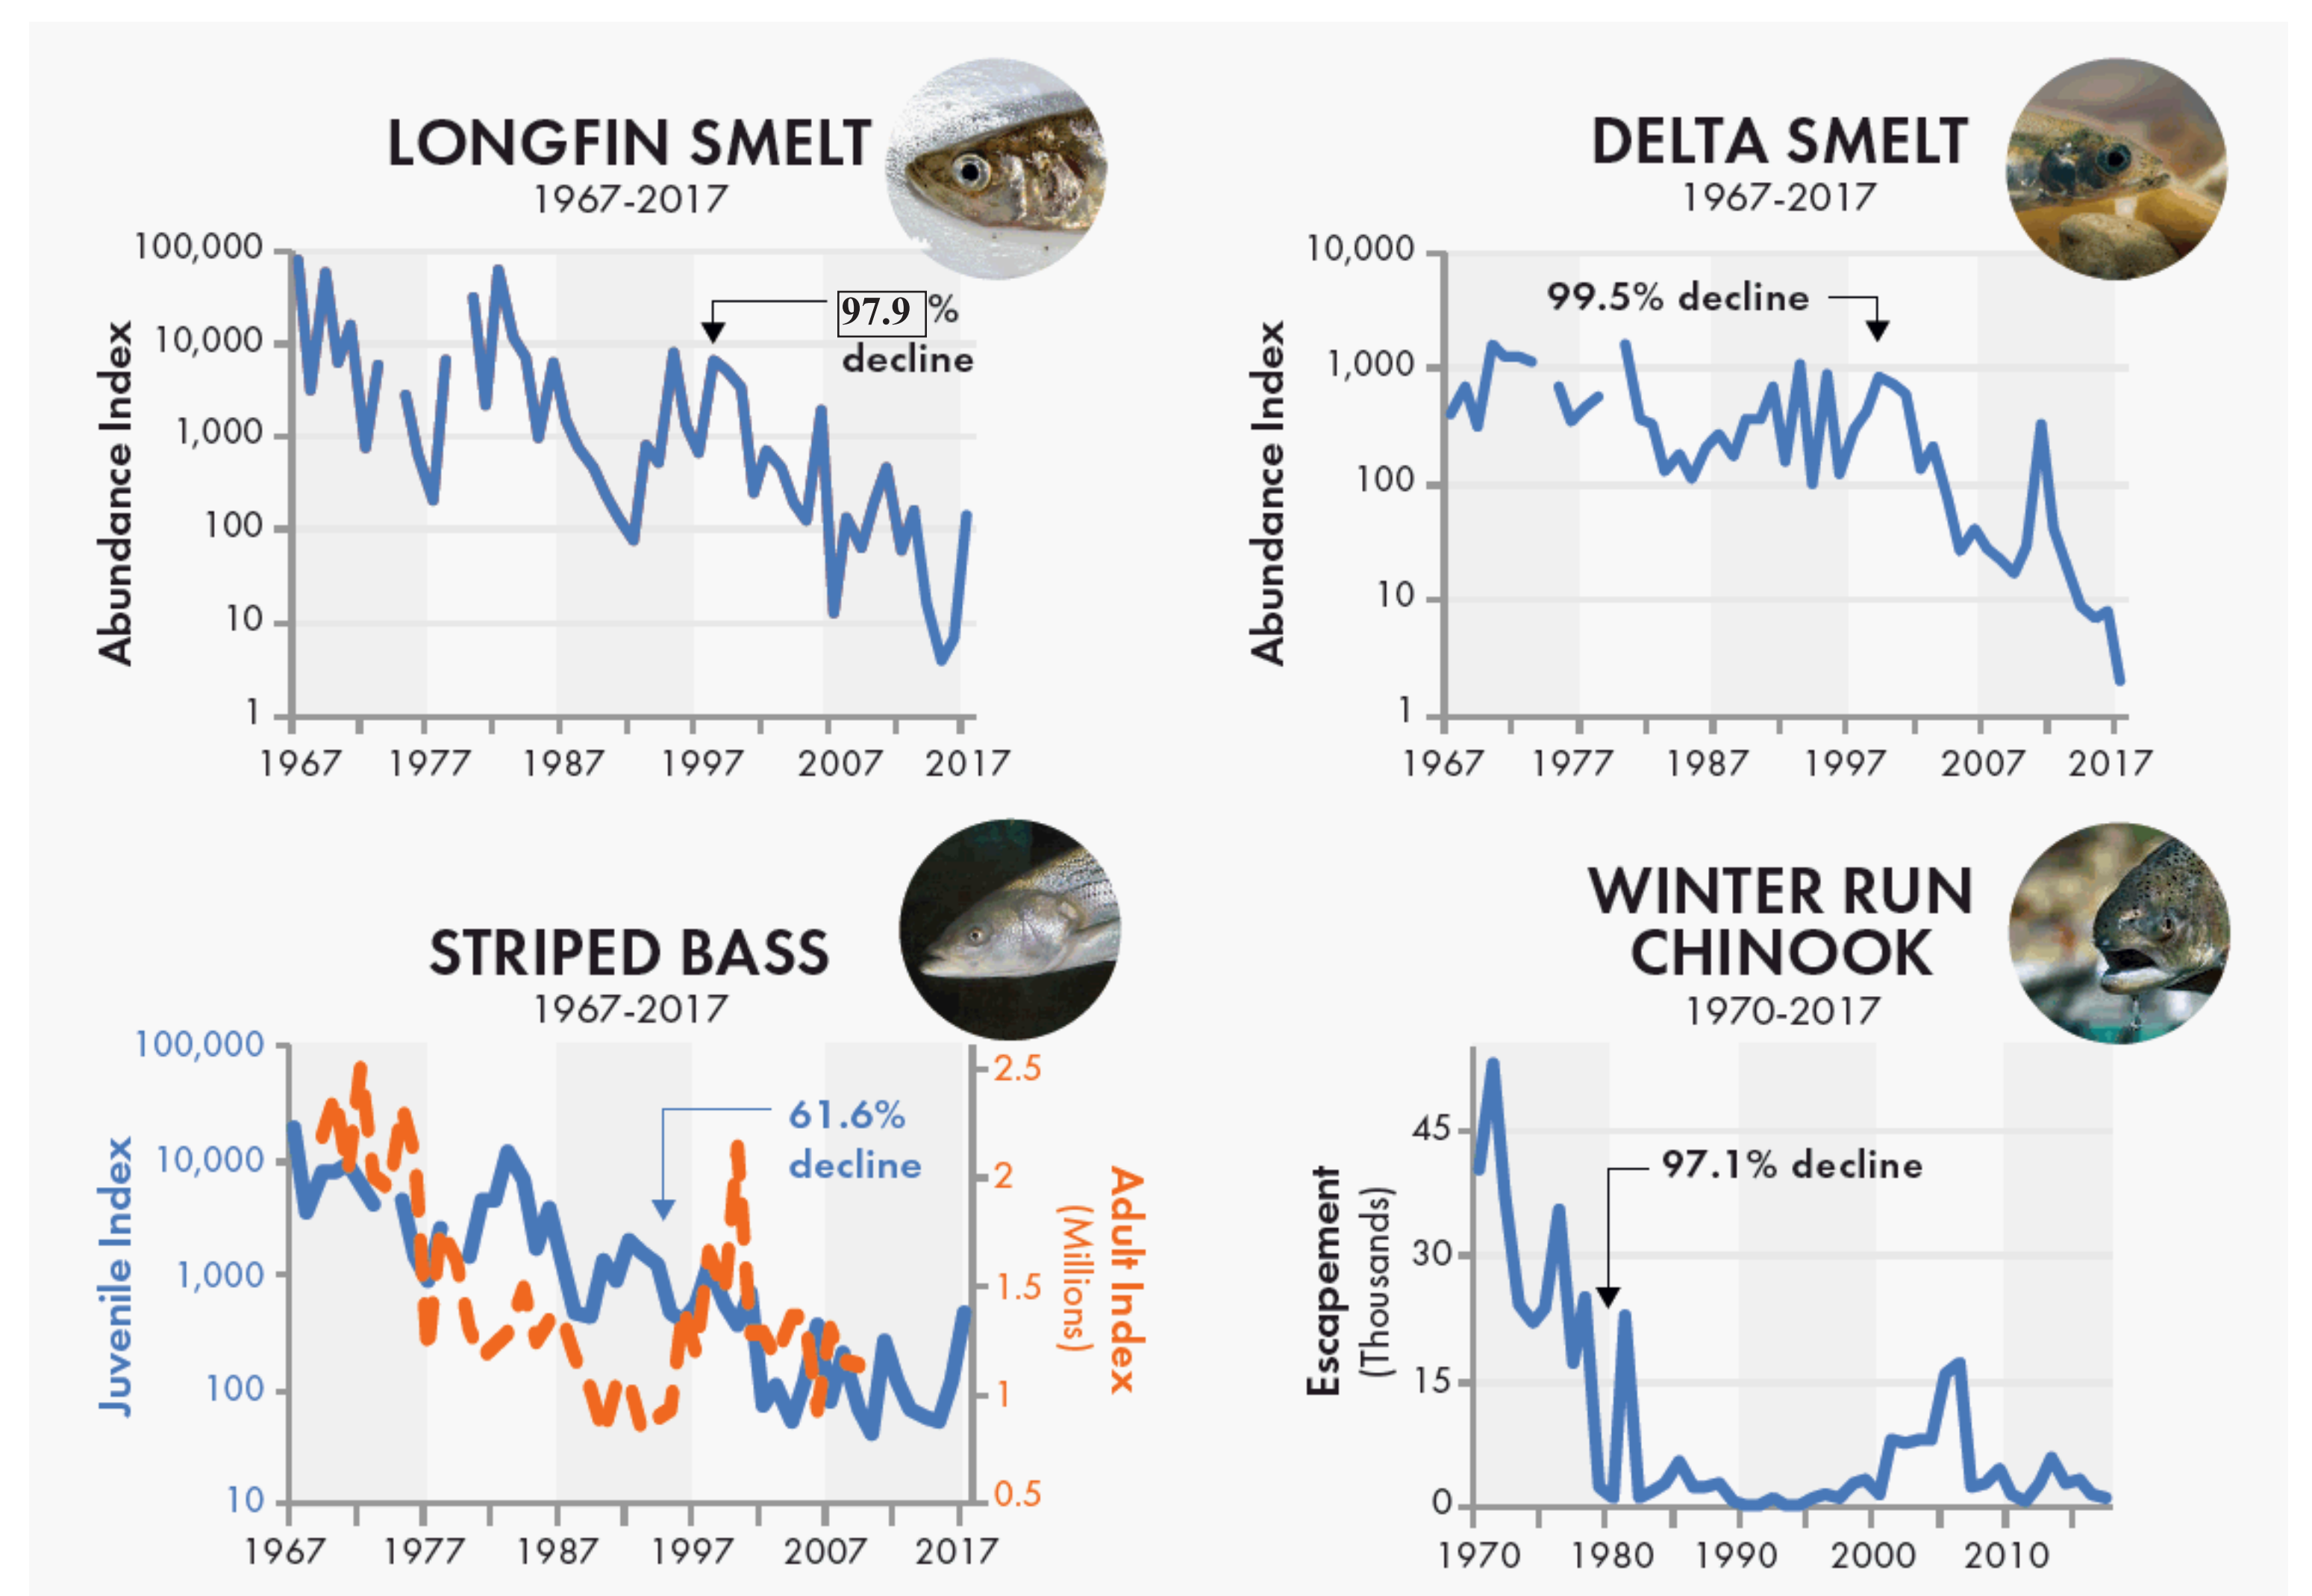 LONGFIN SMELT
1967-2017
100,000
10,000
1,000
100
10
1
Abundance Index
97.9 %
decline
1967 1977 1987 1997 2007 2017
DELTA SMELT
1967-2017
10,000
1,000
100
10
1
Abundance Index
99.5% decline
1967 1977 1987 1997 2007 2017
STRIPED BASS
1967-2017
100,000
10,000
1,000
100
10
Juvenile Index
61.6%
decline
2.5
2
1.5
1
0.5
Adult Index
(Millions)
1967 1977 1987 1997 2007 2017
WINTER RUN
CHINOOK
1970-2017
45
30
15
0
Escapement
(Thousands)
97.1% decline
1970 1980 1990 2000 2010